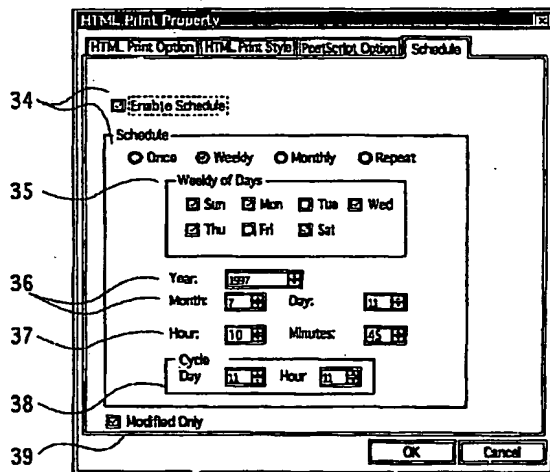 HTML Print Property
HTML Print Option HTML Print Style PostScript Option Schedule
34
Enable Schedule
Schedule
Once Weekly Monthly Repeat
35
Weekly of Days
Sun Mon Tue Wed
Thu Fri Sat
36
Year: 1997
Month: 7 Day: 11
37
Hour: 10 Minutes: 45
Cycle
38
Day 11 Hour 11
Modified Only
39
OK Cancel